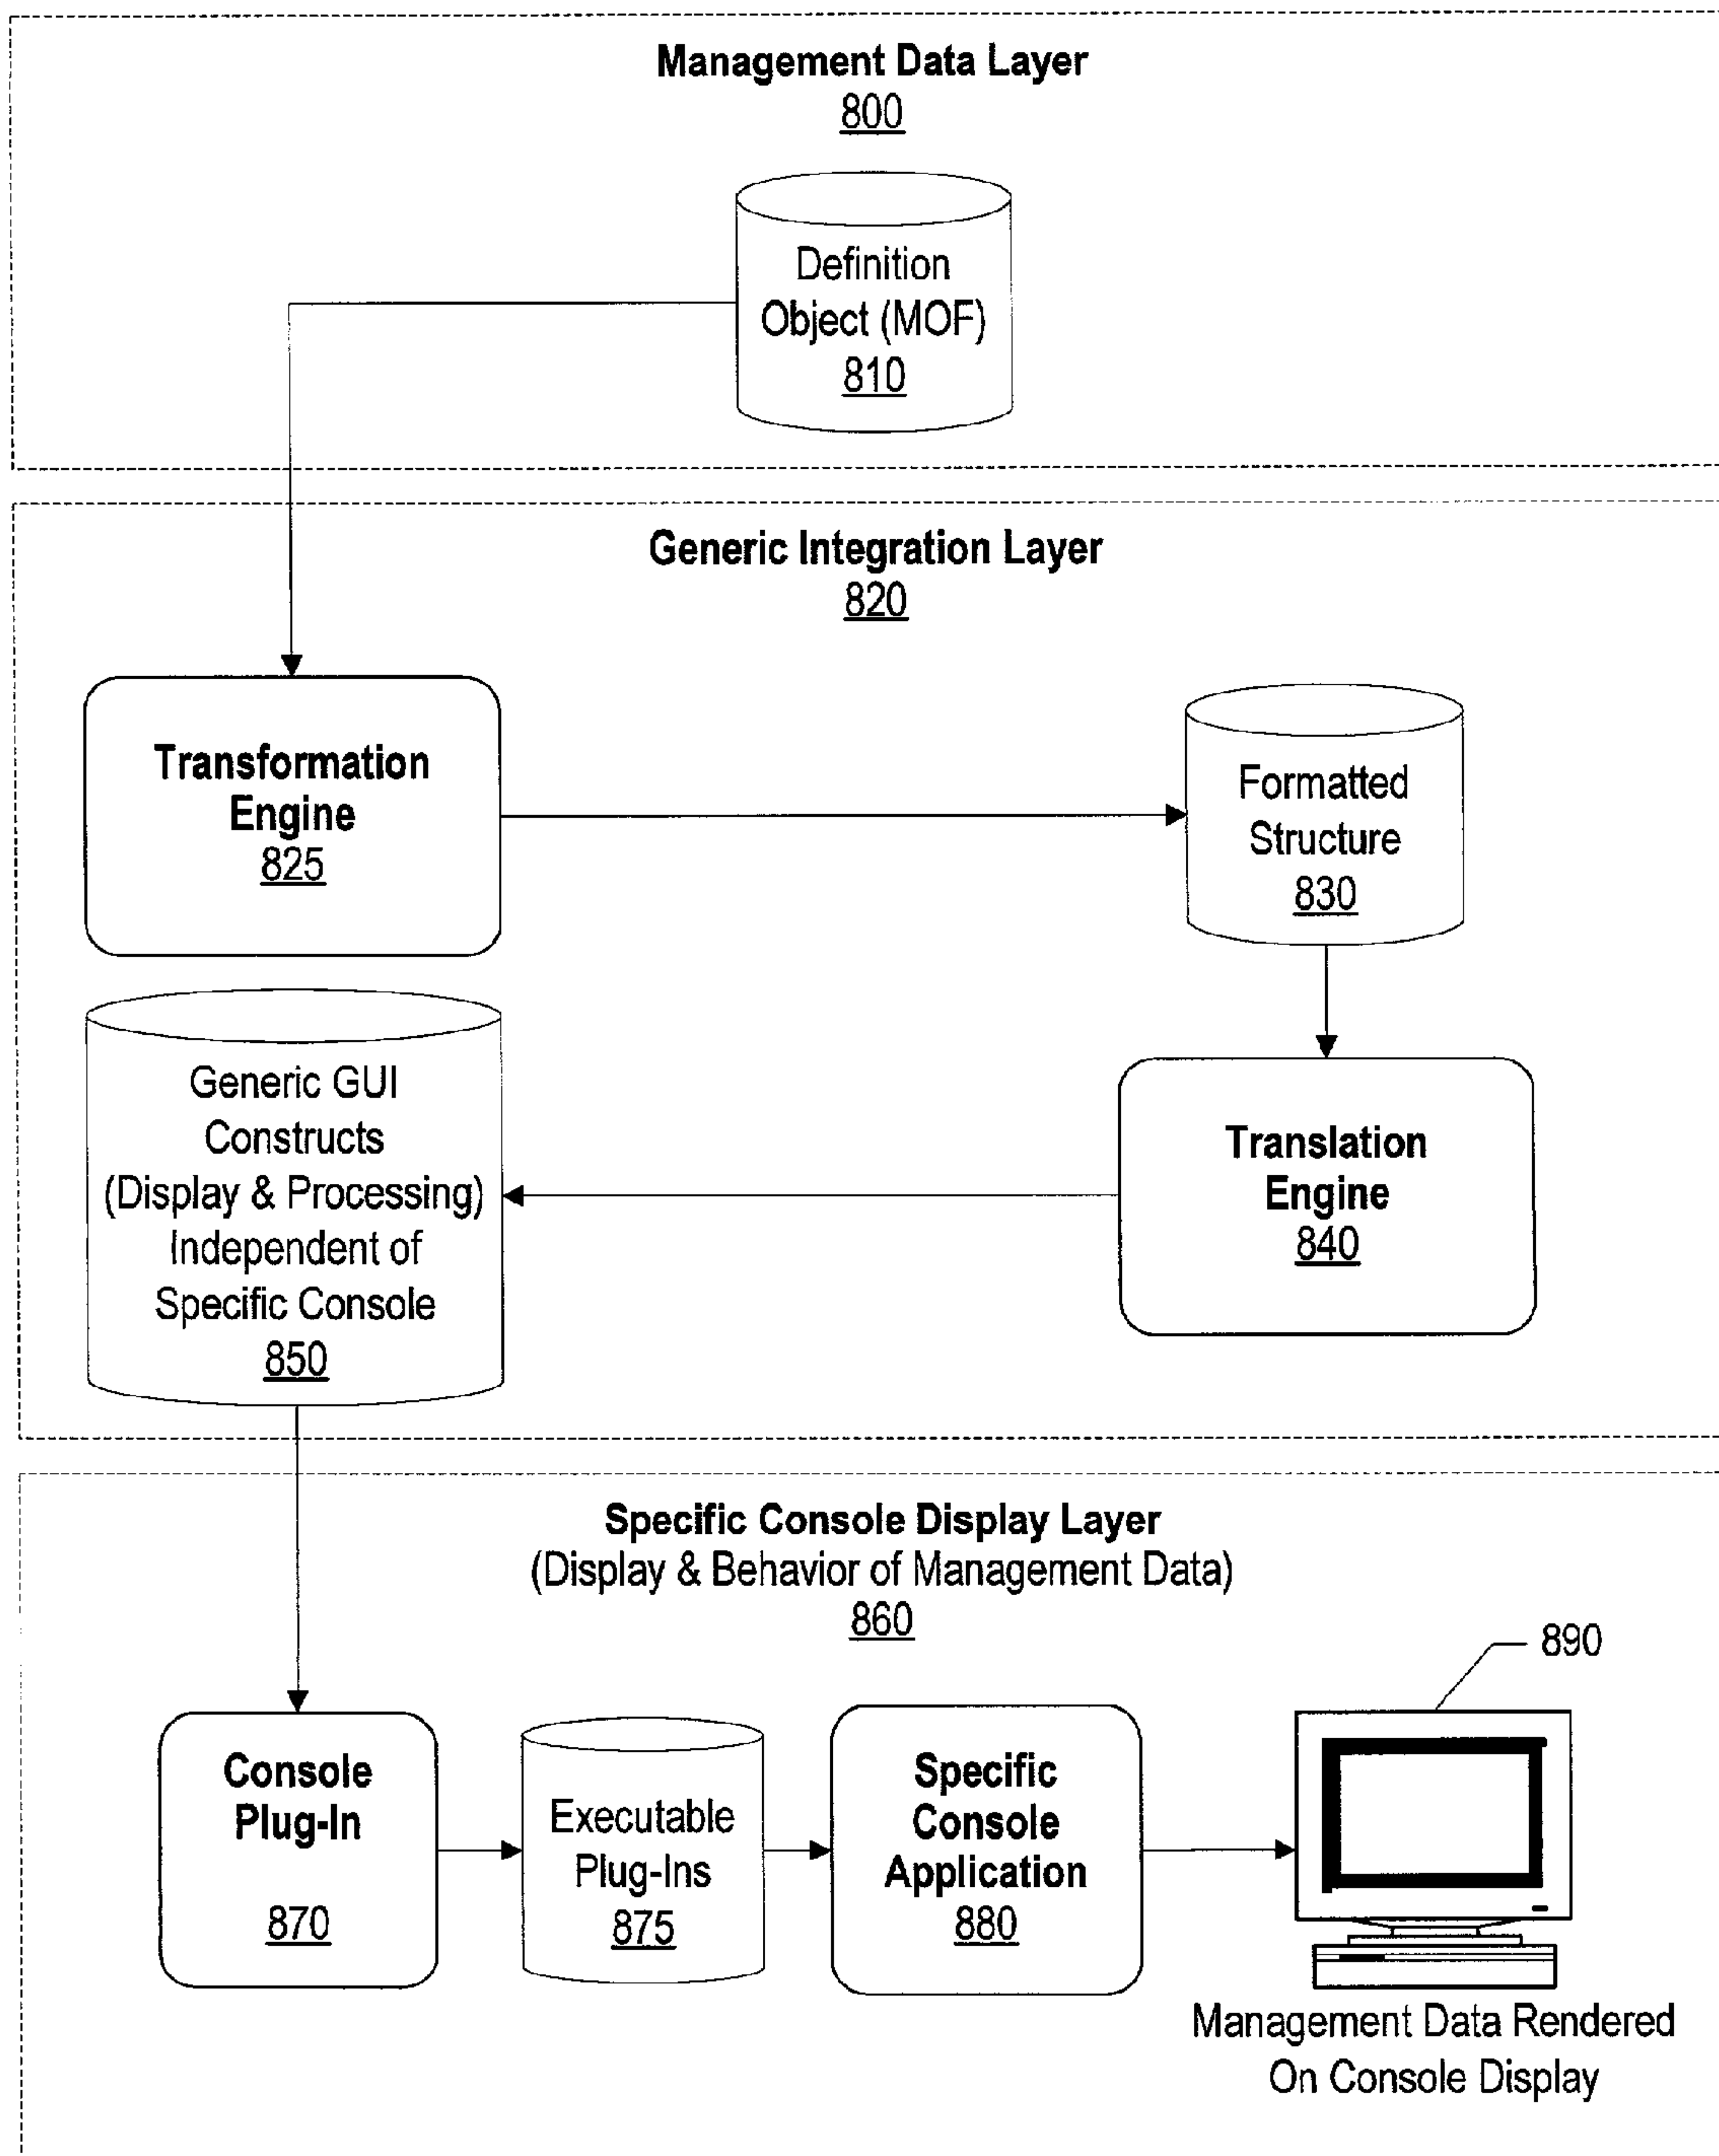 Management Data Layer
800
Definition
Object (MOF)
810
Generic Integration Layer
820
Transformation
Engine
825
Formatted
Structure
830
Generic GUI
Constructs
(Display & Processing)
Independent of
Specific Console
850
Translation
Engine
840
Specific Console Display Layer
(Display & Behavior of Management Data)
860
890
Console
Plug-In
870
Executable
Plug-Ins
875
Specific
Console
Application
880
Management Data Rendered
On Console Display